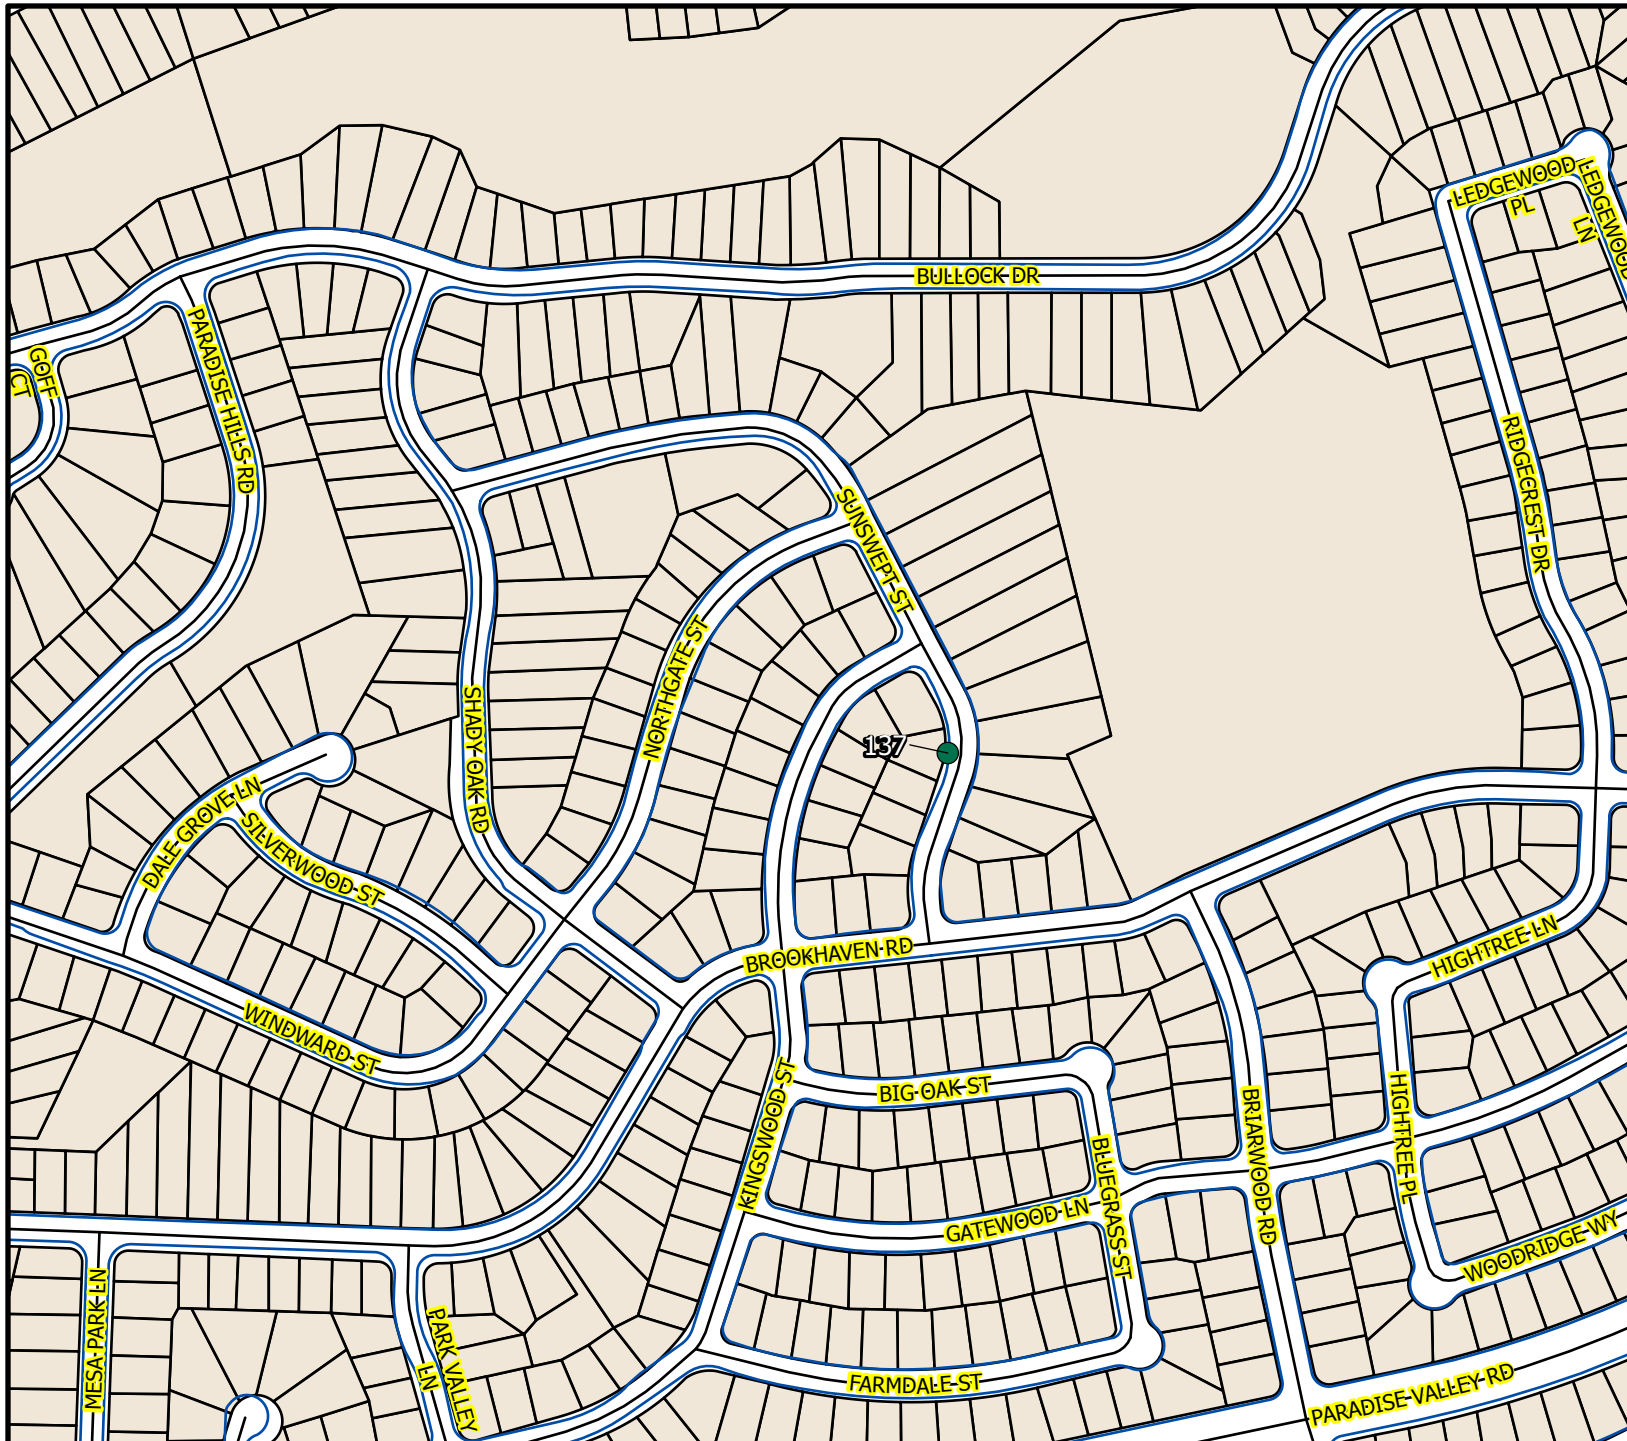 LEDGEWOOD
PL
LEDGEWOOD
LN
BULLOCK DR
PARADISE HILLS RD
GOFF
CT
RIDGECREST DR
SUNSWEPT ST
NORTHGATE ST
SHADY OAK RD
137
DALE GROVE LN
SILVERWOOD ST
BROOKHAVEN RD
HIGHTREE LN
WINDWARD ST
BIG OAK ST
KINGSWOOD ST
BRIARWOOD RD
HIGHTREE PL
BLUEGRASS ST
GATEWOOD LN
WOODRIDGE WY
MESA PARK LN
PARK VALLEY
LN
FARMDALE ST
PARADISE VALLEY RD